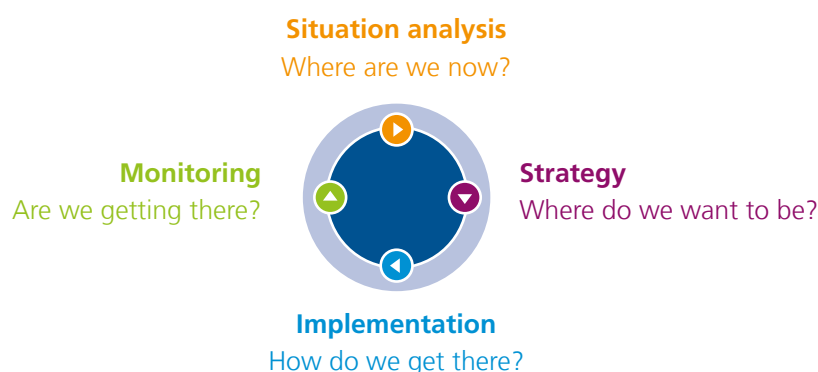 Situation analysis
Where are we now?
Monitoring
Are we getting there?
Strategy
Where do we want to be?
Implementation
How do we get there?